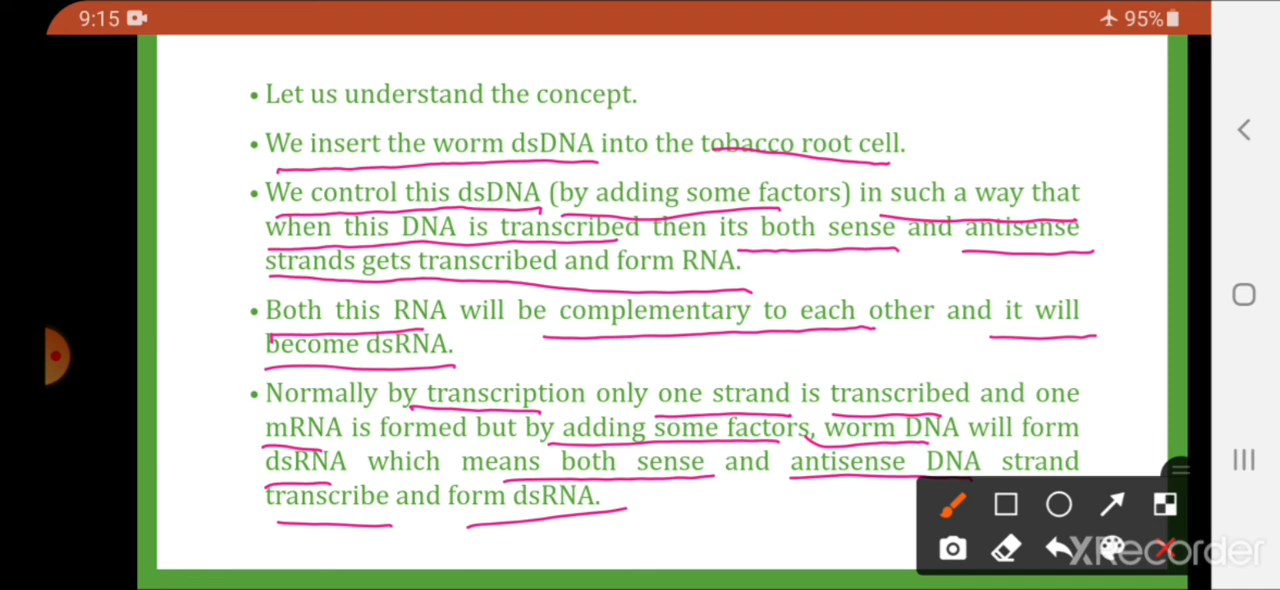 9:15
95%
• Let us understand the concept.
• We insert the worm dsDNA into the tobacco root cell.
• We control this dsDNA (by adding some factors) in such a way that
when this DNA is transcribed then its both sense and antisense
strands gets transcribed and form RNA.
• Both this RNA will be complementary to each other and it will
become dsRNA.
• Normally by transcription only one strand is transcribed and one
mRNA is formed but by adding some factors, worm DNA will form
dsRNA which means both sense and antisense DNA strand
transcribe and form dsRNA.
XRecorder